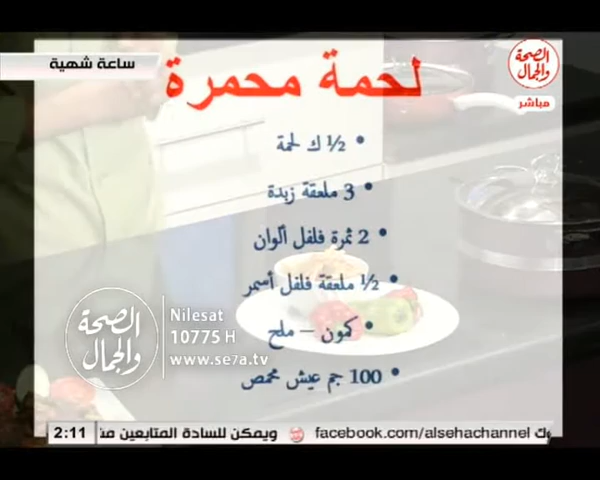 ساعة شهية
الصحة
والجمال
مباشر
لحمة محمرة
• ½ ك لحمة
• 3 ملعقة زبدة
• 2 ثمرة فلفل ألوان
• ½ ملعقة فلفل أسمر
• كمون – ملح
• 100 جم عيش محمص
الصحة
والجمال
Nilesat
10775 H
www.se7a.tv
2:11 ويمكن للسادة المتابعين facebook.com/alsehachannel